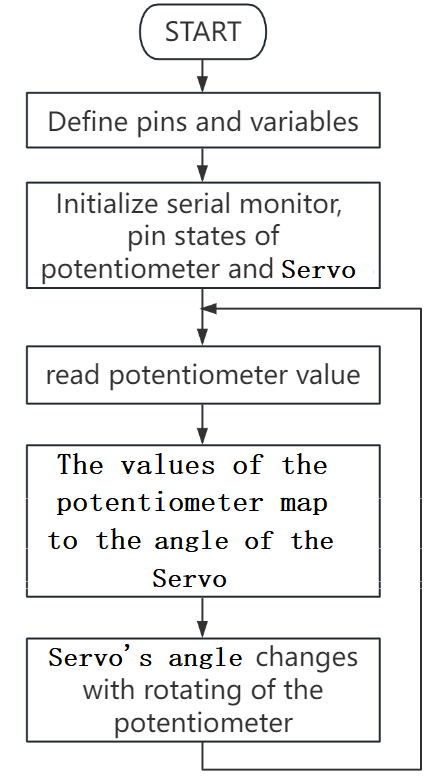 START
Define pins and variables
Initialize serial monitor,
pin states of
potentiometer and Servo
read potentiometer value
The values of the
potentiometer map
to the angle of the
Servo
Servo's angle changes
with rotating of the
potentiometer